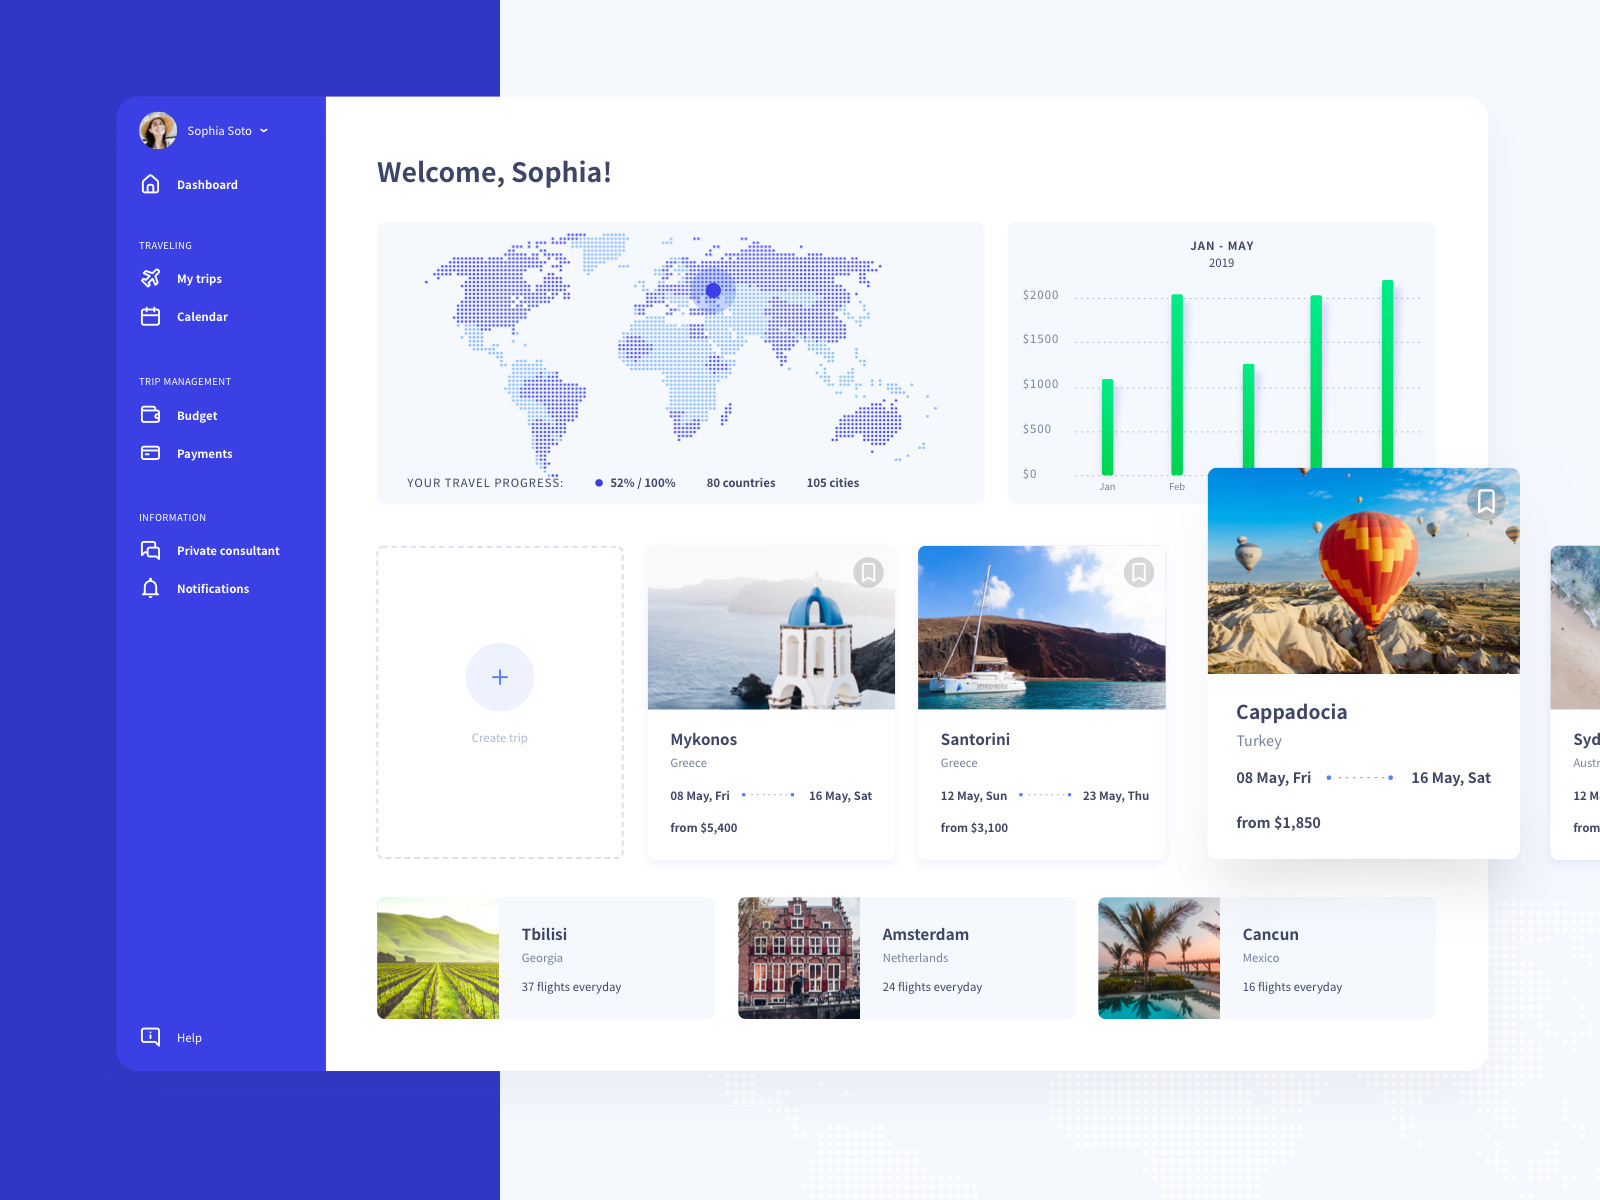 Sophia Soto
Dashboard
TRAVELING
My trips
Calendar
TRIP MANAGEMENT
Budget
Payments
INFORMATION
Private consultant
Notifications
Help
Welcome, Sophia!
YOUR TRAVEL PROGRESS: 52% / 100% 80 countries 105 cities
JAN - MAY
2019
$2000
$1500
$1000
$500
$0
Jan Feb
Create trip
Mykonos
Greece
08 May, Fri 16 May, Sat
from $5,400
Santorini
Greece
12 May, Sun 23 May, Thu
from $3,100
Cappadocia
Turkey
08 May, Fri 16 May, Sat
from $1,850
Syd
Austr
12 M
from
Tbilisi
Georgia
37 flights everyday
Amsterdam
Netherlands
24 flights everyday
Cancun
Mexico
16 flights everyday